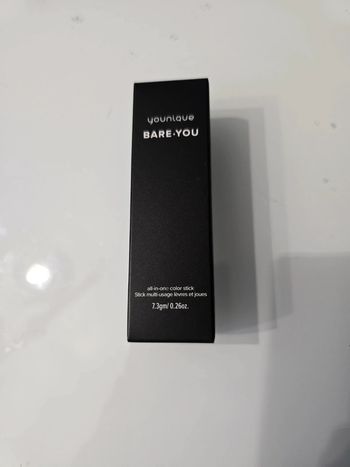 younique
BARE·YOU
all-in-one color stick
Stick multi-usage lèvres et joues
7.3gm/ 0.26oz.